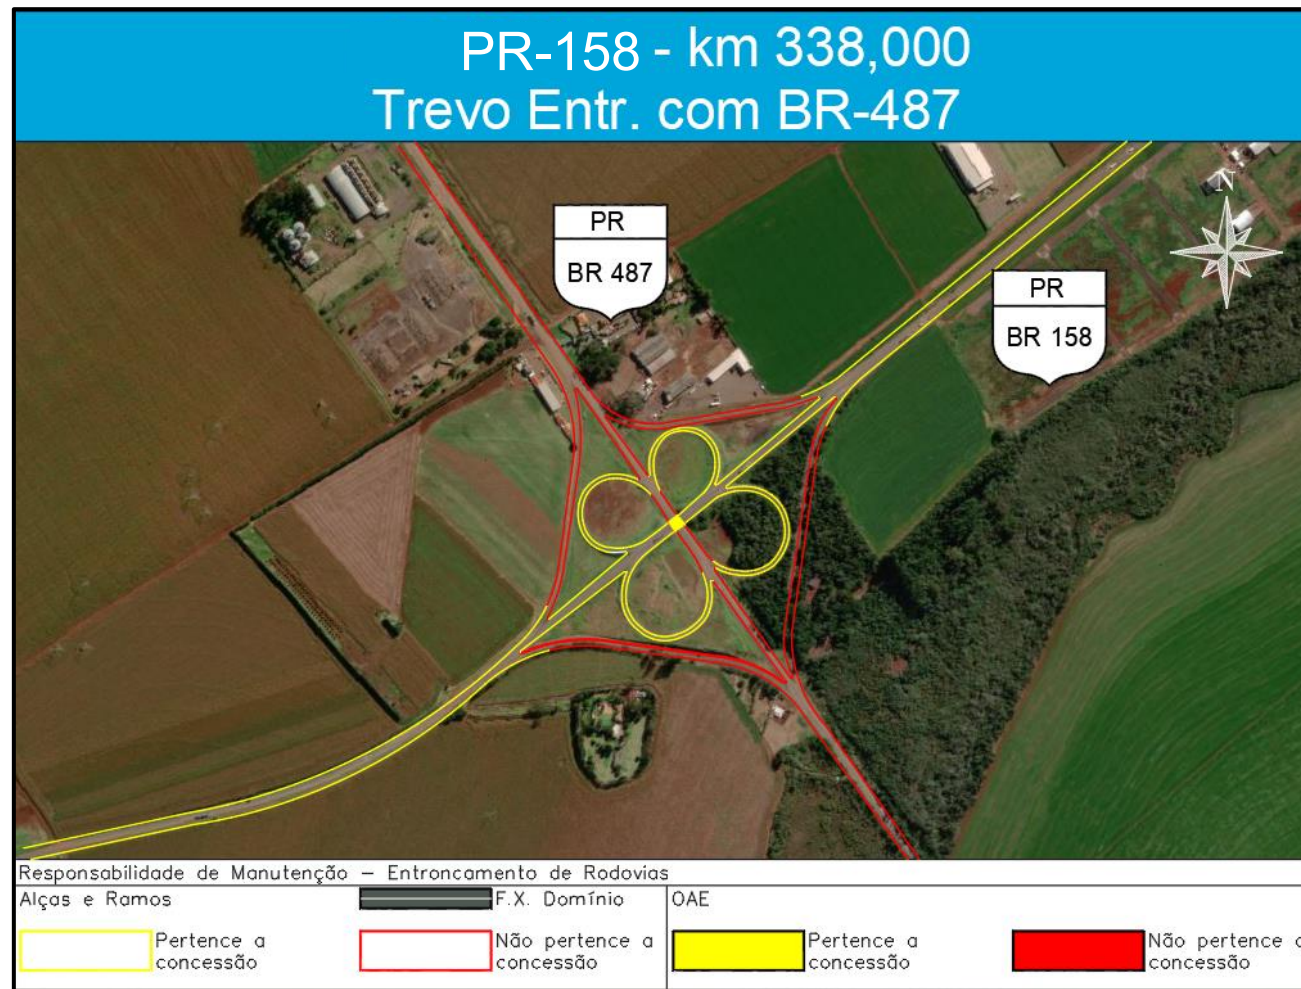 PR-158 - km 338,000
Trevo Entr. com BR-487
PR
BR 487
N
PR
BR 158
Responsabilidade de Manutenção – Entroncamento de Rodovias
Alças e Ramos
F.X. Domínio
OAE
Pertence a
concessão
Não pertence a
concessão
Pertence a
concessão
Não pertence a
concessão